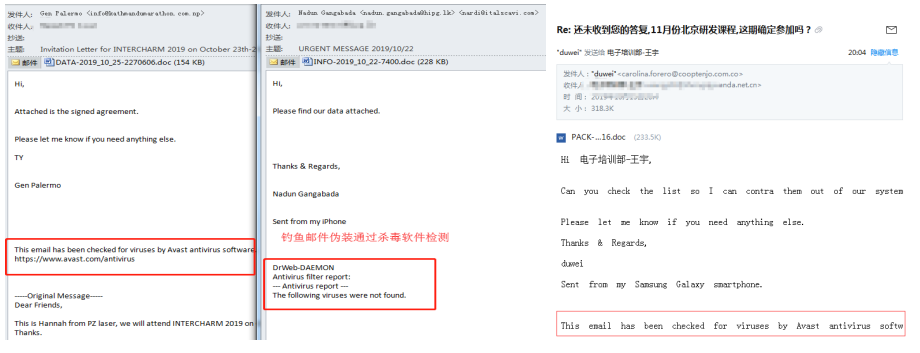 发件人: Gen Palermo <info@kathmandumarathon.com.np>
收件人:
抄送:
主题: Invitation Letter for INTERCHARM 2019 on October 23th-2
邮件 DATA-2019_10_25-2270606.doc (154 KB)
Hi,
Attached is the signed agreement.
Please let me know if you need anything else.
TY
Gen Palermo
This email has been checked for viruses by Avast antivirus software.
https://www.avast.com/antivirus
-----Original Message-----
Dear Friends,
This is Hannah from PZ laser, we will attend INTERCHARM 2019 on
Thanks.
发件人: Nadun Gangabada <nadun.gangabada@hipg.lk> <nardi@italscavi.com>
收件人:
抄送:
主题: URGENT MESSAGE 2019/10/22
邮件 INFO-2019_10_22-7400.doc (228 KB)
Hi,
Please find our data attached.
Thanks & Regards,
Nadun Gangabada
Sent from my iPhone
钓鱼邮件伪装通过杀毒软件检测
DrWeb-DAEMON
Antivirus filter report:
--- Antivirus report ---
The following viruses were not found.
Re: 还未收到您的答复,11月份北京研发课程,这期确定参加吗？
"duwei" 发送给 电子培训部-王宇
20:04 隐藏信息
发件人: "duwei"<carolina.forero@cooptenjo.com.co>
收件人: anda.net.cn>
时 间:
大 小: 318.3K
PACK-...16.doc (233.5K)
Hi 电子培训部-王宇,
Can you check the list so I can contra them out of our system
Please let me know if you need anything else.
Thanks & Regards,
duwei
Sent from my Samsung Galaxy smartphone.
This email has been checked for viruses by Avast antivirus softw